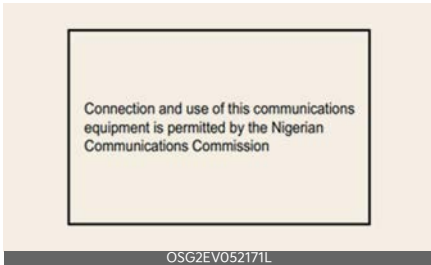 Connection and use of this communications
equipment is permitted by the Nigerian
Communications Commission
OSG2EV052171L